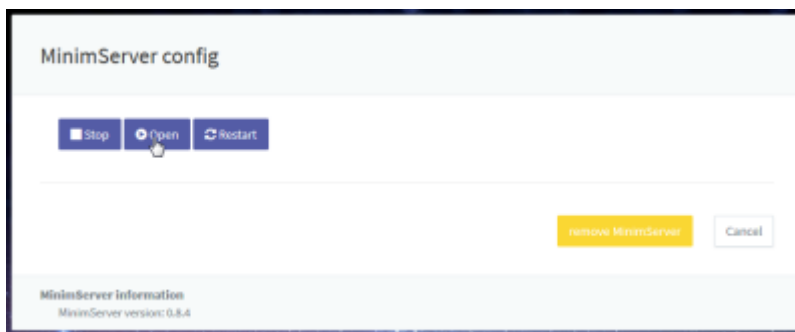 MinimServer config
Stop Open Restart
remove MinimServer Cancel
MinimServer information
MinimServer version: 0.8.4